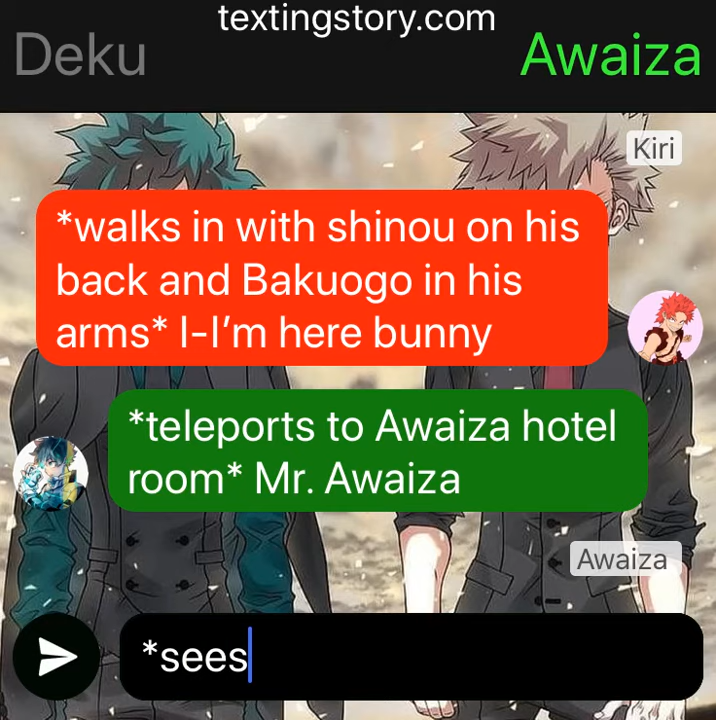 textingstory.com
Deku
Awaiza
Kiri
*walks in with shinou on his
back and Bakuogo in his
arms* I-I’m here bunny
*teleports to Awaiza hotel
room* Mr. Awaiza
Awaiza
*sees